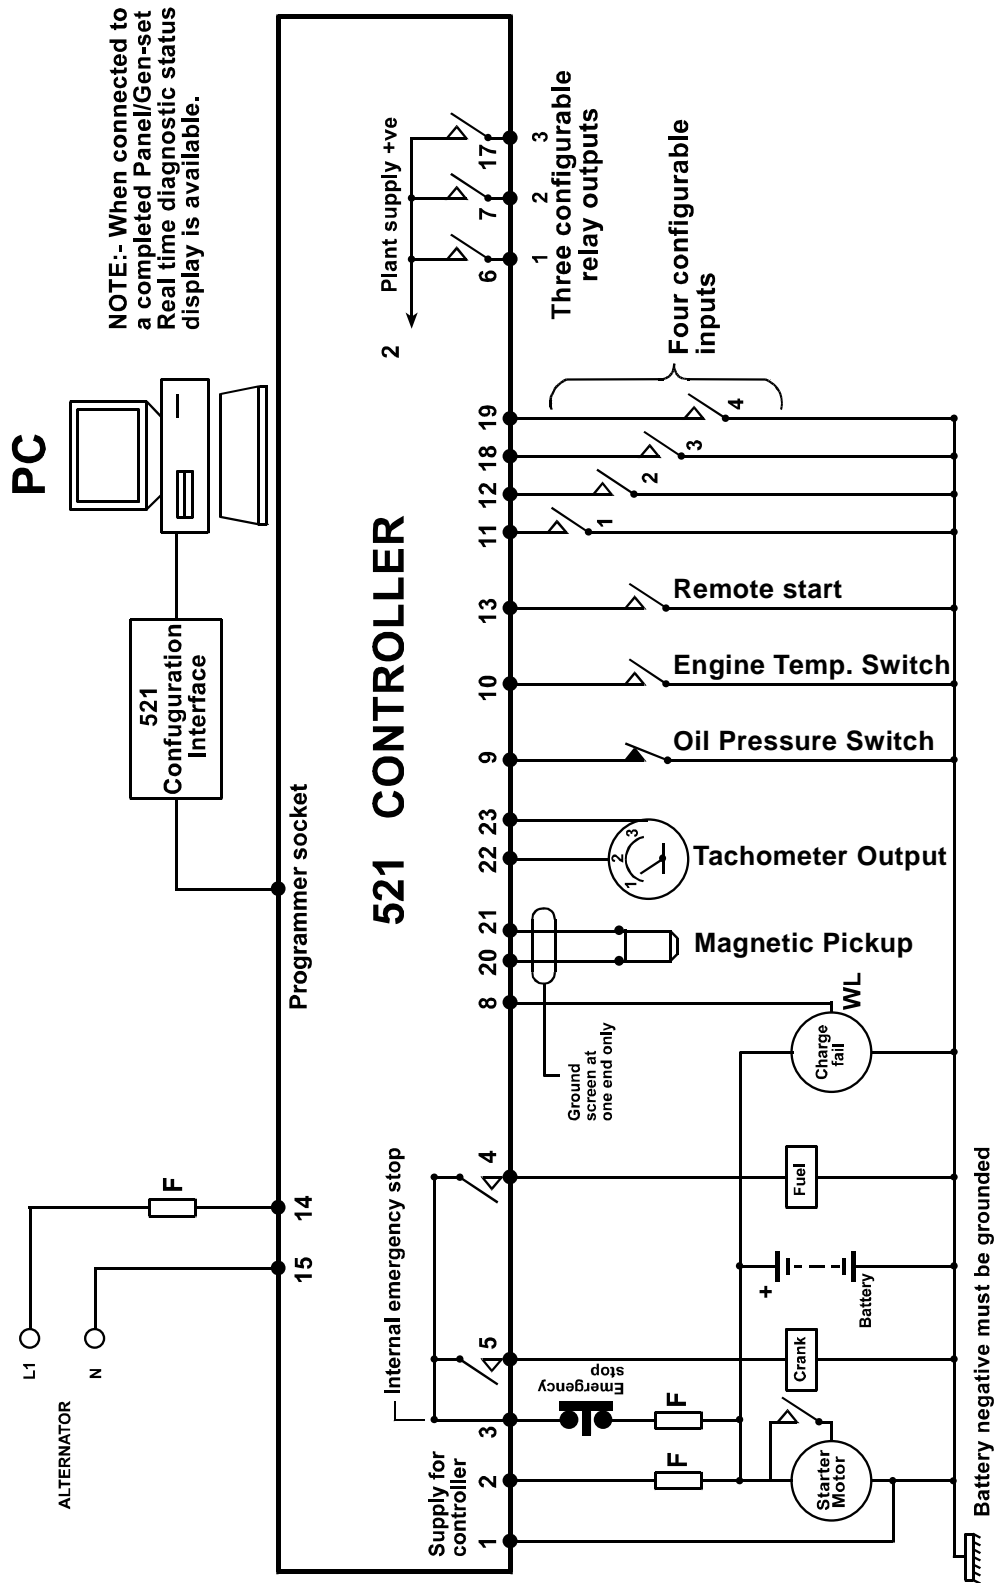 ALTERNATOR
L1
N
F
PC
521
Confuguration
Interface
NOTE:- When connected to
a completed Panel/Gen-set
Real time diagnostic status
display is available.
15
14
Programmer socket
521 CONTROLLER
Supply for
controller
Internal emergency stop
2
Plant supply +ve
1
2
3
5
4
8
20
21
22
23
9
10
13
11
12
18
19
6
7
17
1
2
3
Three configurable
relay outputs
Emergency
stop
F
F
Ground
screen at
one end only
1
2
3
1
2
3
4
Four configurable
inputs
Starter
Motor
Crank
+
Battery
Fuel
Charge
fail
WL
Magnetic Pickup
Tachometer Output
Oil Pressure Switch
Engine Temp. Switch
Remote start
Battery negative must be grounded